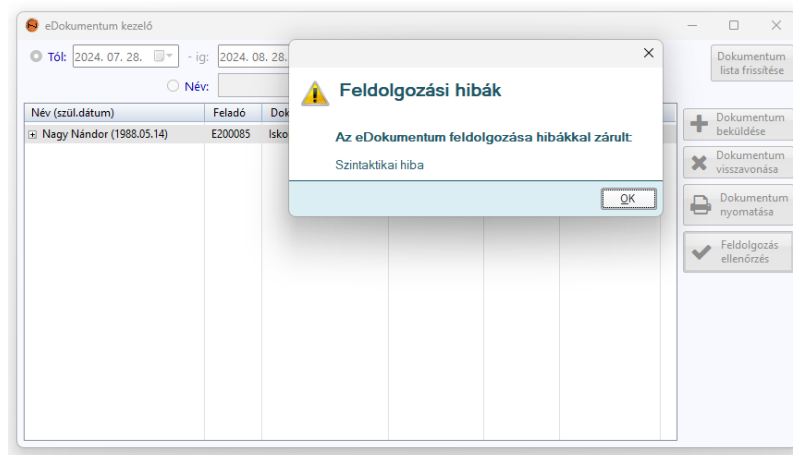 eDokumentum kezelő
Tól: 2024. 07. 28. - ig: 2024. 08. 28.
Név:
Dokumentum
lista frissítése
Név (szül.dátum) Feladó
Nagy Nándor (1988.05.14) E200085
Feldolgozási hibák
Az eDokumentum feldolgozása hibákkal zárult:
Szintaktikai hiba
OK
Dokumentum
beküldése
Dokumentum
visszavonása
Dokumentum
nyomatása
Feldolgozás
ellenőrzés